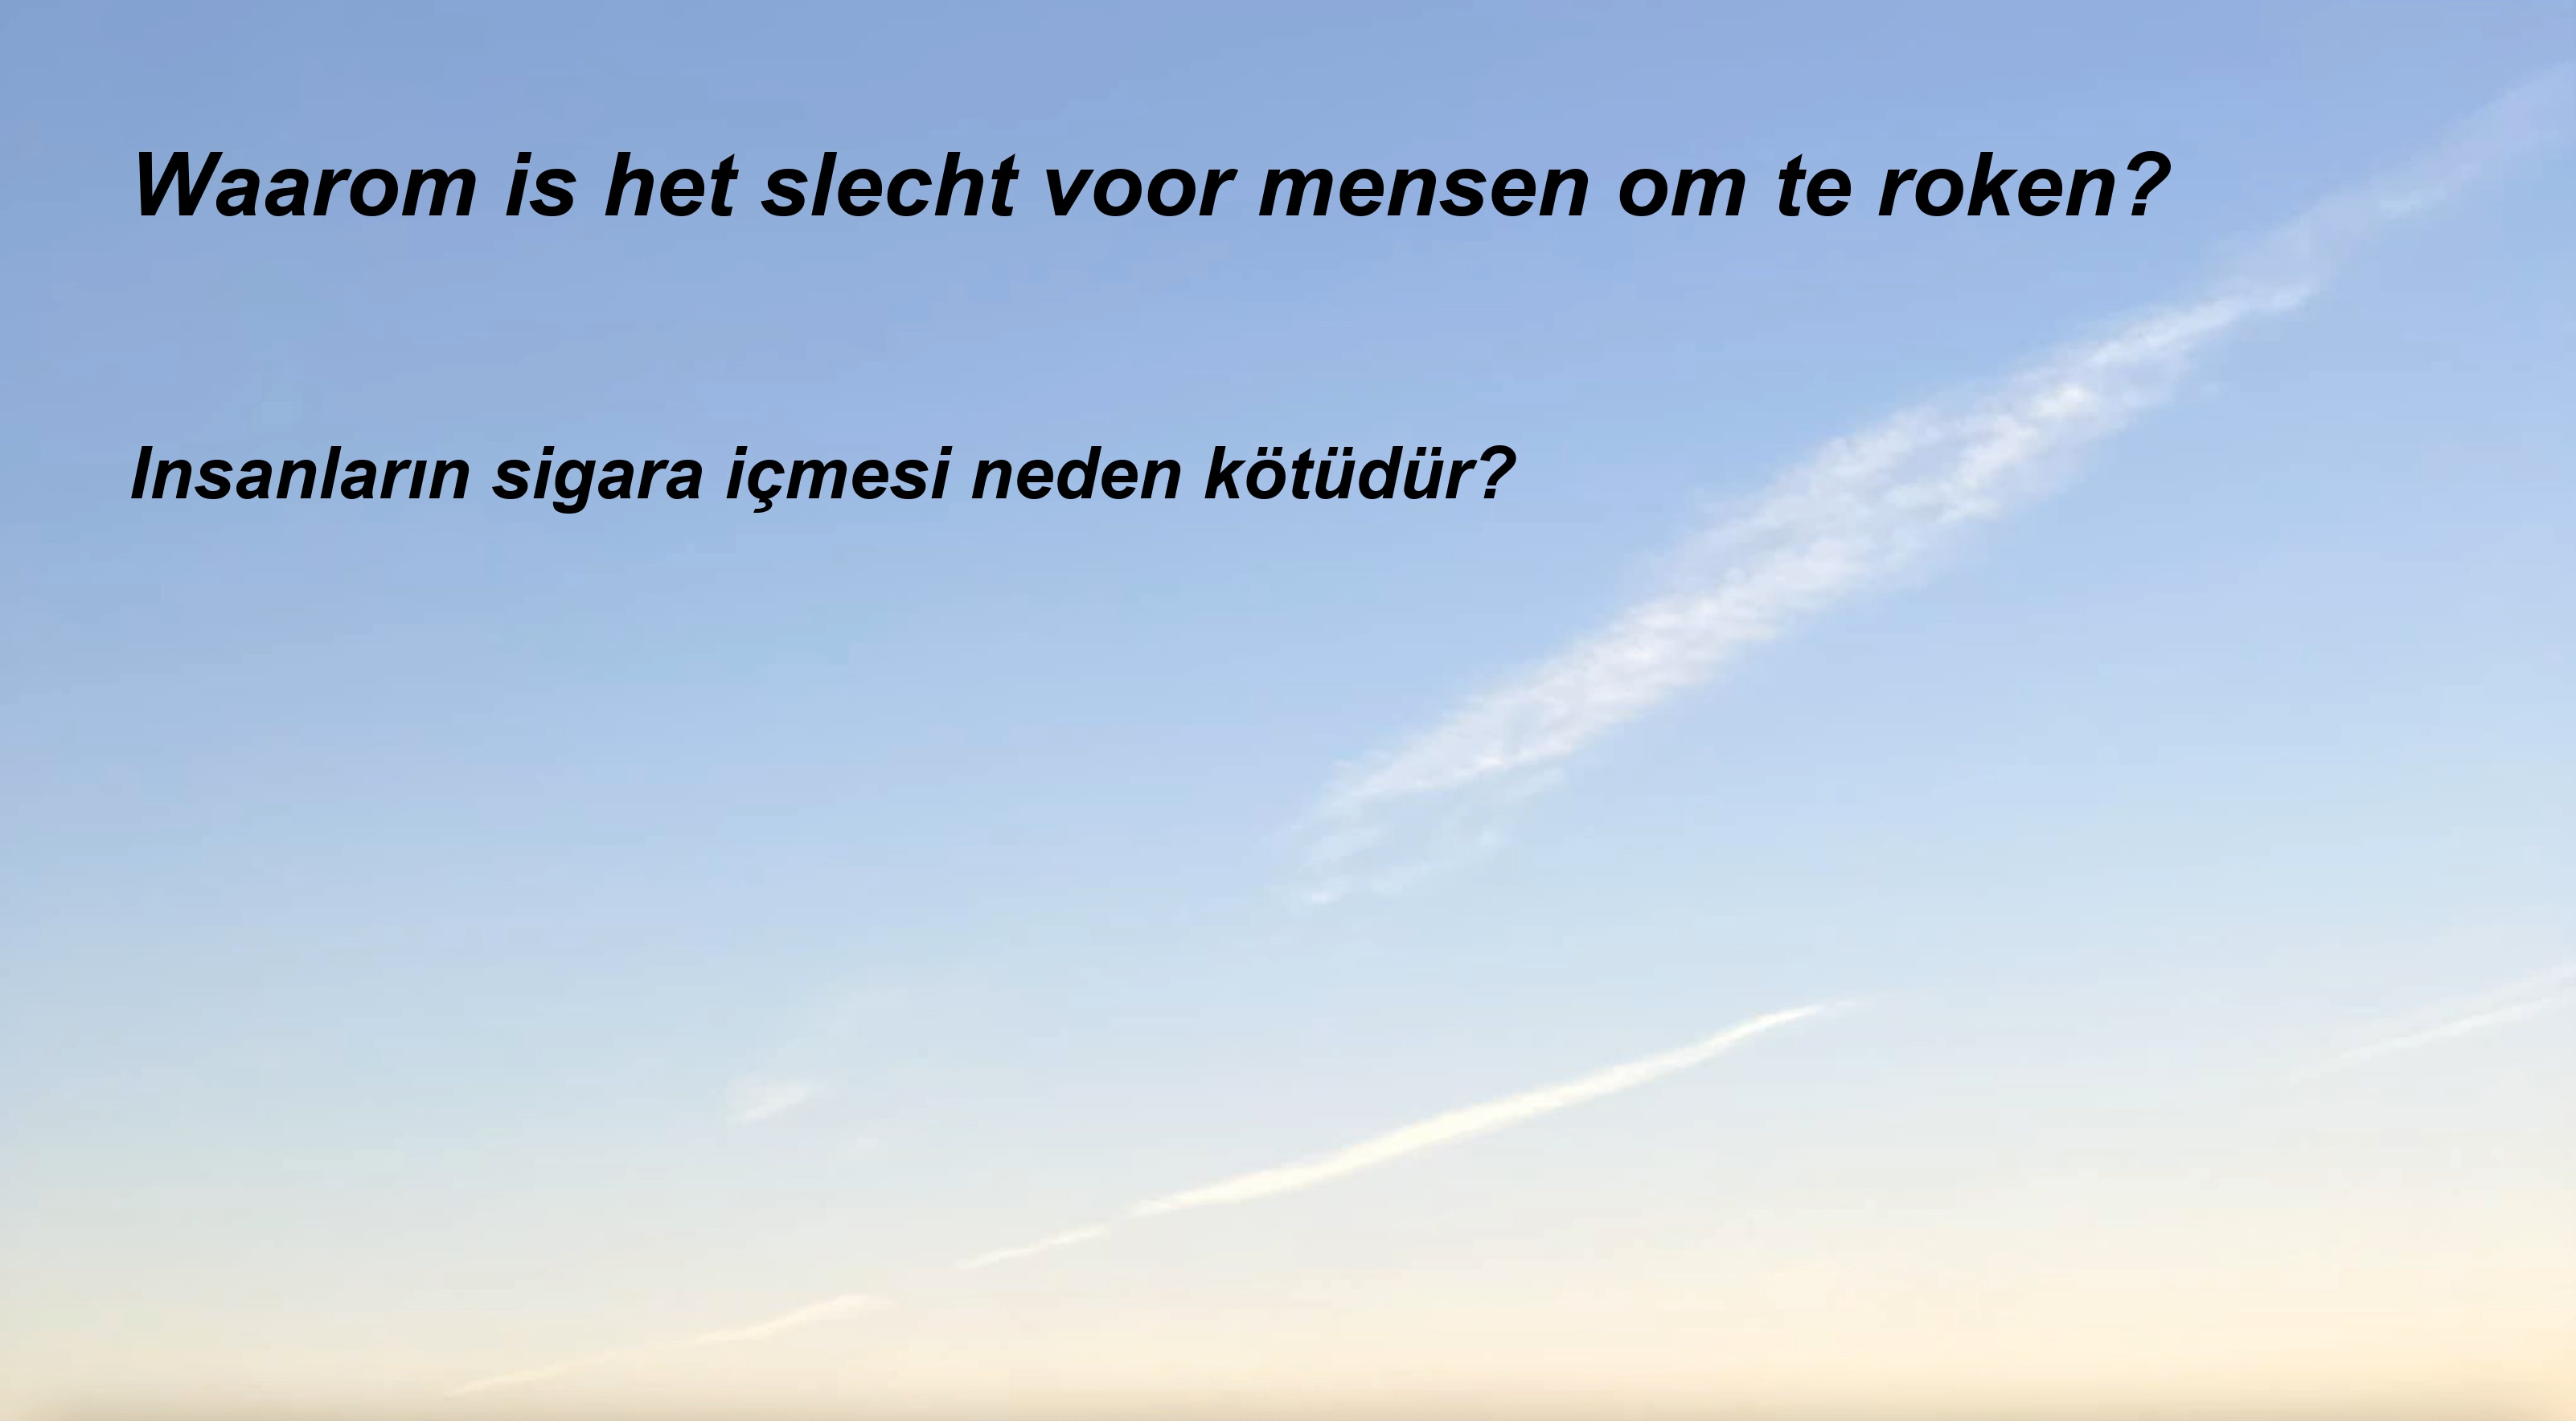 Waarom is het slecht voor mensen om te roken?
Insanların sigara içmesi neden kötüdür?